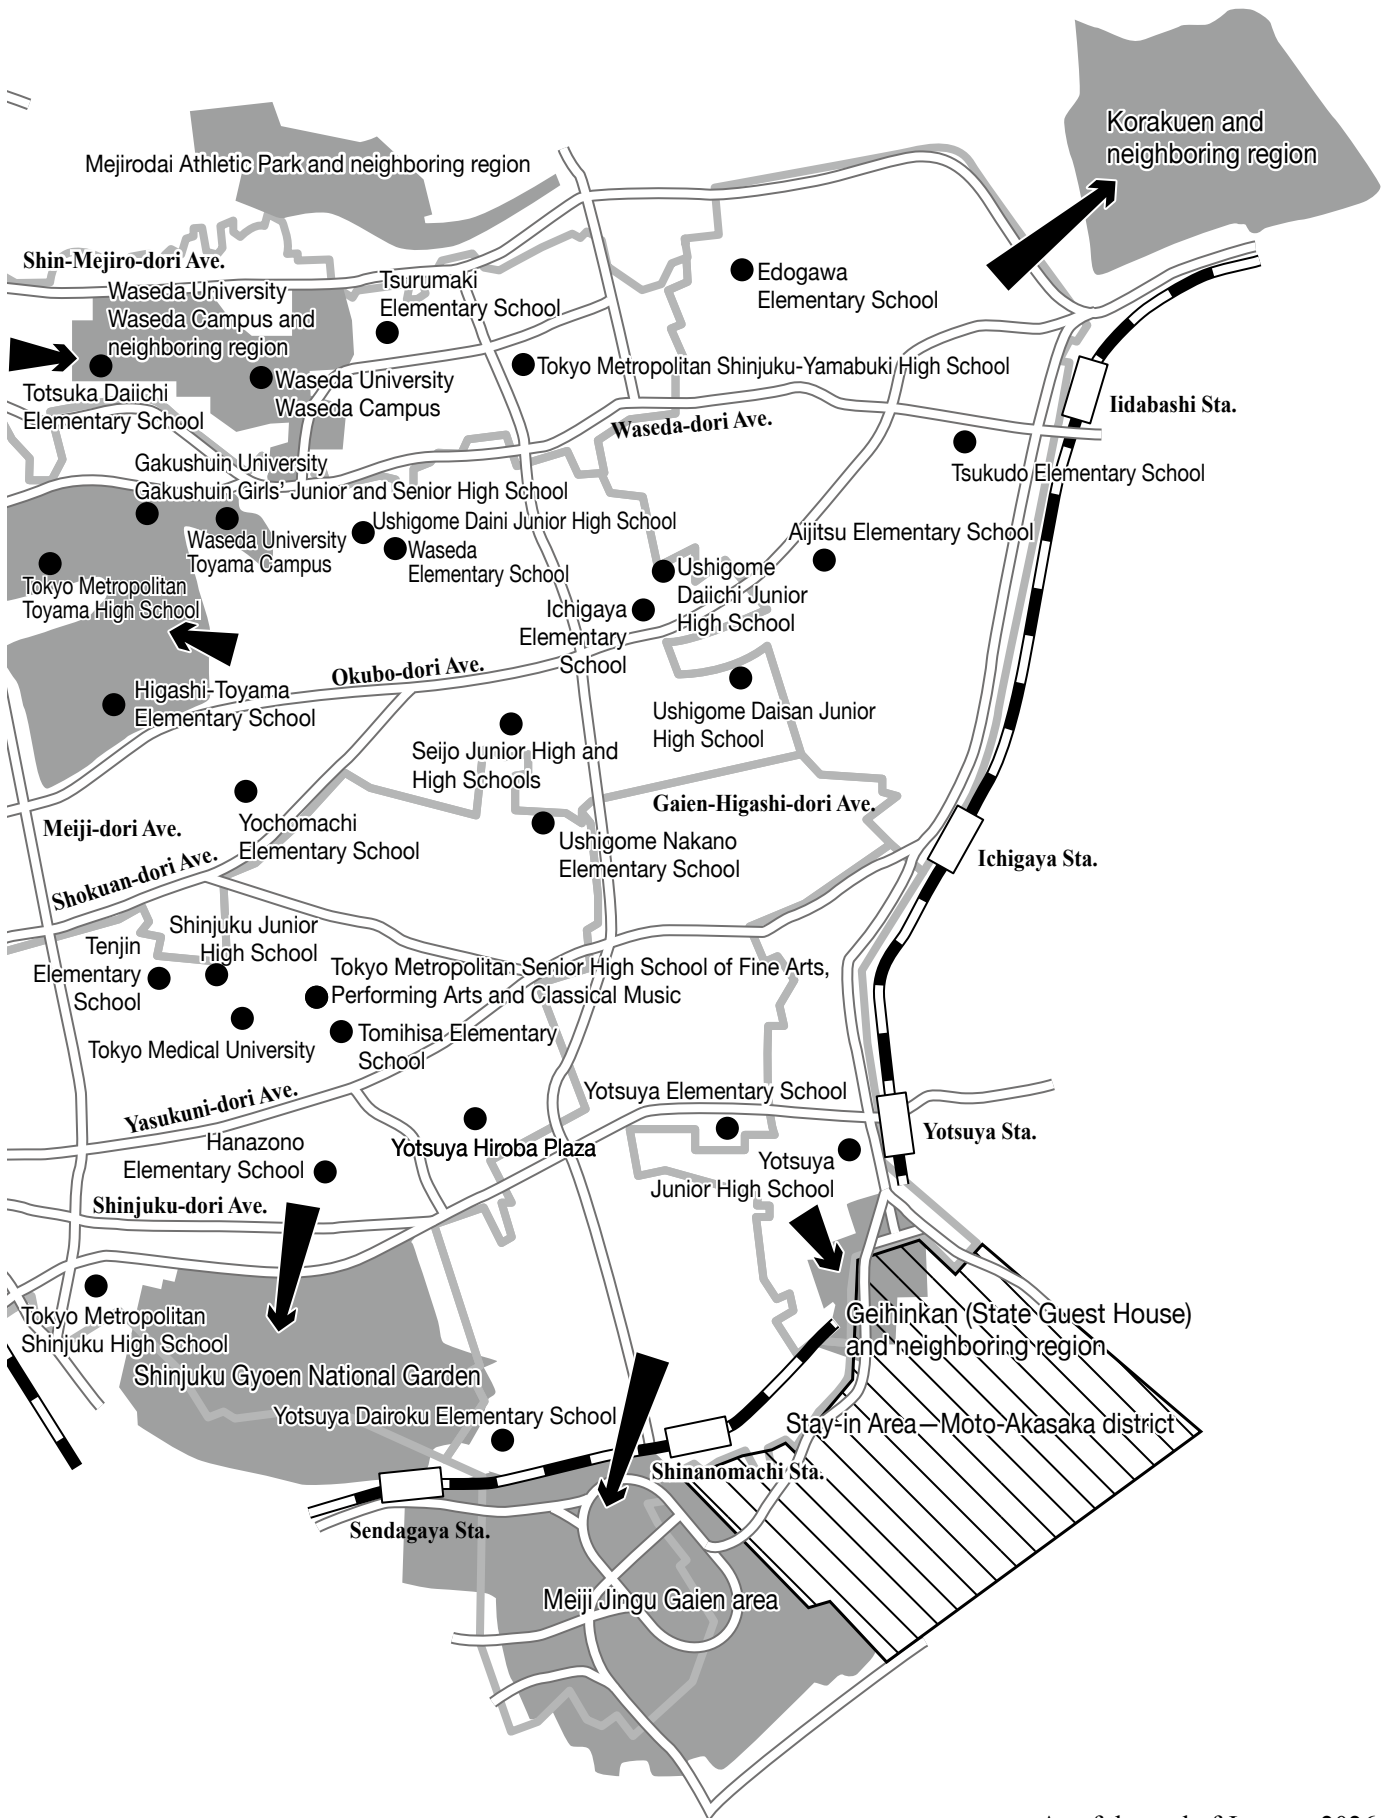 Korakuen and
neighboring region
Mejirodai Athletic Park and neighboring region
Shin-Mejiro-dori Ave.
Waseda University
Waseda Campus and
neighboring region
Tsurumaki
Elementary School
Edogawa
Elementary School
Totsuka Daiichi
Elementary School
Waseda University
Waseda Campus
Tokyo Metropolitan Shinjuku-Yamabuki High School
Waseda-dori Ave.
Iidabashi Sta.
Tsukudo Elementary School
Gakushuin University
Gakushuin Girls' Junior and Senior High School
Waseda University
Toyama Campus
Ushigome Daini Junior High School
Waseda
Elementary School
Aijitsu Elementary School
Tokyo Metropolitan
Toyama High School
Ushigome
Daiichi Junior
High School
Ichigaya
Elementary
School
Okubo-dori Ave.
Higashi-Toyama
Elementary School
Ushigome Daisan Junior
High School
Seijo Junior High and
High Schools
Gaien-Higashi-dori Ave.
Meiji-dori Ave.
Yochomachi
Elementary School
Ushigome Nakano
Elementary School
Ichigaya Sta.
Shokuan-dori Ave.
Shinjuku Junior
High School
Tenjin
Elementary
School
Tokyo Metropolitan Senior High School of Fine Arts,
Performing Arts and Classical Music
Tokyo Medical University
Tomihisa Elementary
School
Yasukuni-dori Ave.
Yotsuya Elementary School
Yotsuya Sta.
Hanazono
Elementary School
Yotsuya Hiroba Plaza
Yotsuya
Junior High School
Shinjuku-dori Ave.
Tokyo Metropolitan
Shinjuku High School
Geihinkan (State Guest House)
and neighboring region
Shinjuku Gyoen National Garden
Yotsuya Dairoku Elementary School
Stay-in Area—Moto-Akasaka district
Shinanomachi Sta.
Sendagaya Sta.
Meiji Jingu Gaien area